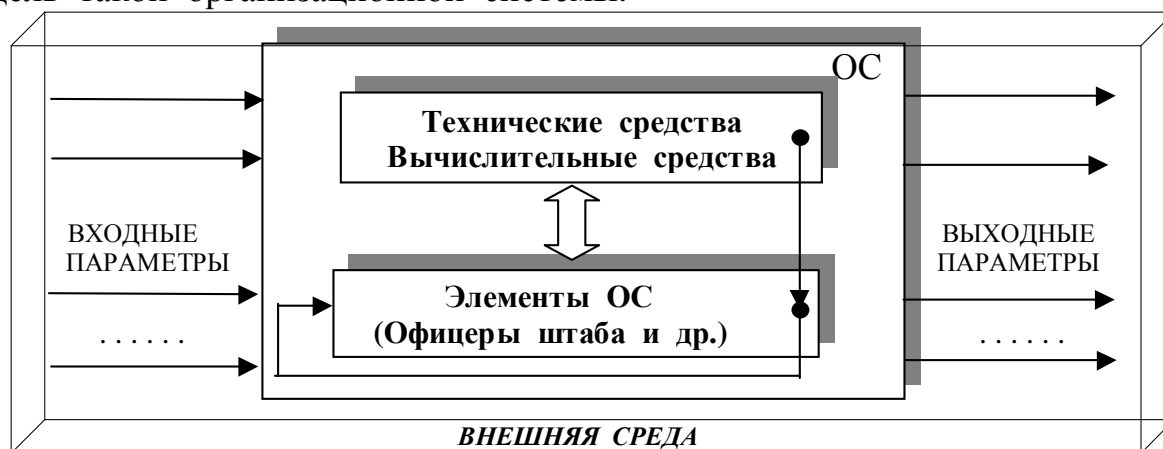 такой организационной системы.
ОС
Технические средства
Вычислительные средства
ВХОДНЫЕ
ПАРАМЕТРЫ
ВЫХОДНЫЕ
ПАРАМЕТРЫ
Элементы ОС
(Офицеры штаба и др.)
. . . . . .
. . . . . .
ВНЕШНЯЯ СРЕДА